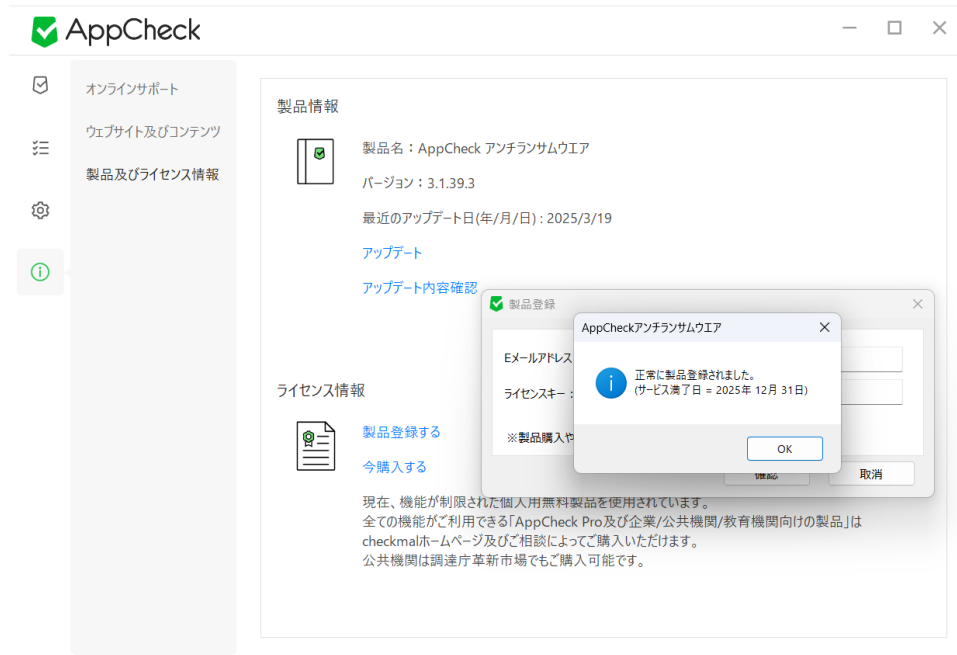 AppCheck
オンラインサポート
ウェブサイト及びコンテンツ
製品及びライセンス情報
製品情報
製品名：AppCheck アンチランサムウエア
バージョン：3.1.39.3
最近のアップデート日(年/月/日) : 2025/3/19
アップデート
アップデート内容確認
製品登録
AppCheckアンチランサムウエア
Eメールアドレス
正常に製品登録されました。
(サービス満了日 = 2025年 12月 31日)
ライセンスキー：
※製品購入や
OK
確認
取消
ライセンス情報
製品登録する
今購入する
現在、機能が制限された個人用無料製品を使用されています。
全ての機能がご利用できる「AppCheck Pro及び企業/公共機関/教育機関向けの製品」は
checkmalホームページ及びご相談によってご購入いただけます。
公共機関は調達庁革新市場でもご購入可能です。